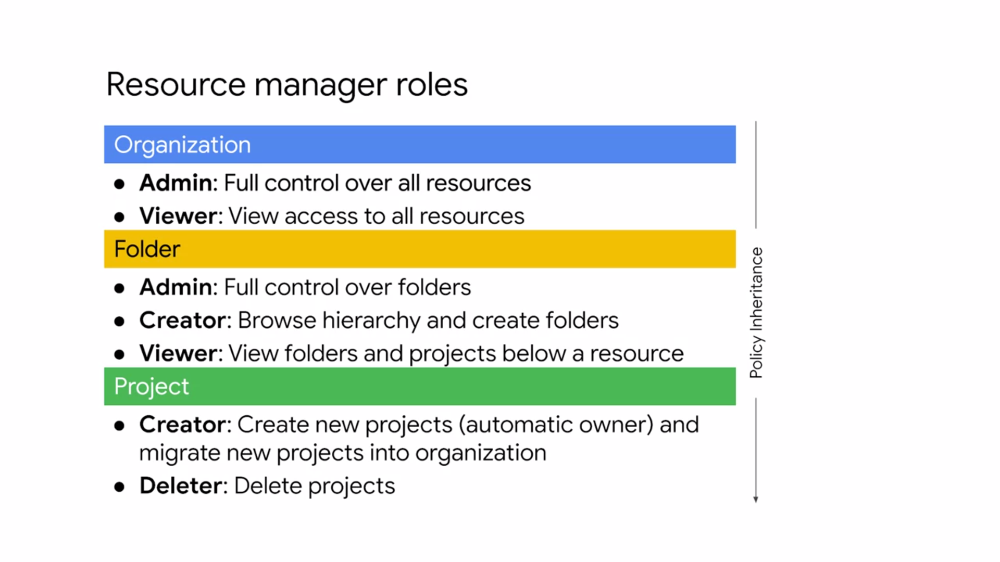 Resource manager roles
Organization
● Admin: Full control over all resources
● Viewer: View access to all resources
Folder
● Admin: Full control over folders
● Creator: Browse hierarchy and create folders
● Viewer: View folders and projects below a resource
Project
● Creator: Create new projects (automatic owner) and
migrate new projects into organization
● Deleter: Delete projects
Policy Inheritance